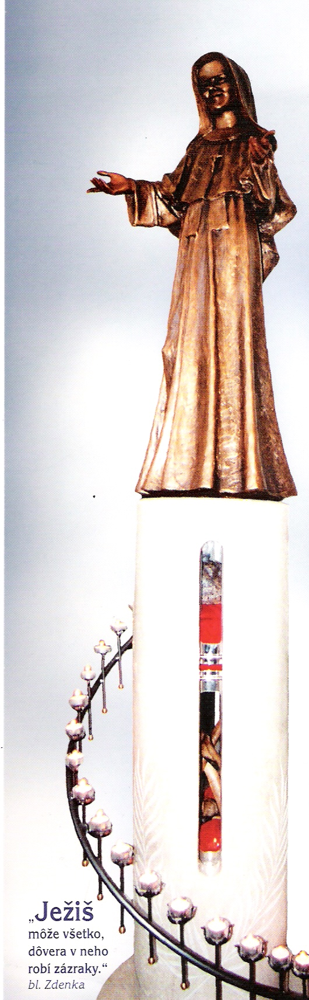 „Ježiš
môže všetko,
dôvera v neho
robí zázraky.“
bl. Zdenka